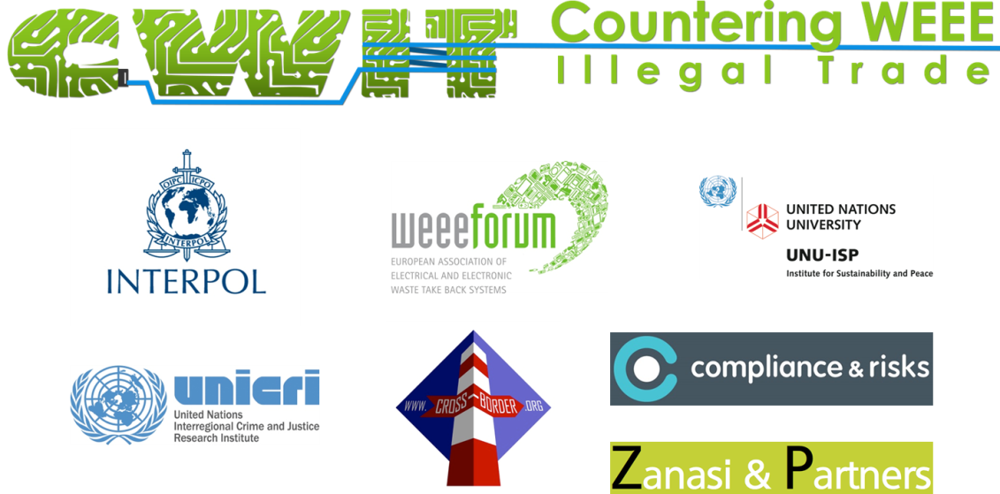 CWIT
Countering WEEE
Illegal Trade
OIPC ICPO
INTERPOL
INTERPOL
weeeforum
EUROPEAN ASSOCIATION OF
ELECTRICAL AND ELECTRONIC
WASTE TAKE BACK SYSTEMS
UNITED NATIONS
UNIVERSITY
UNU-ISP
Institute for Sustainability and Peace
unicri
United Nations
Interregional Crime and Justice
Research Institute
WWW. CROSS-BORDER.ORG
compliance & risks
Zanasi & Partners